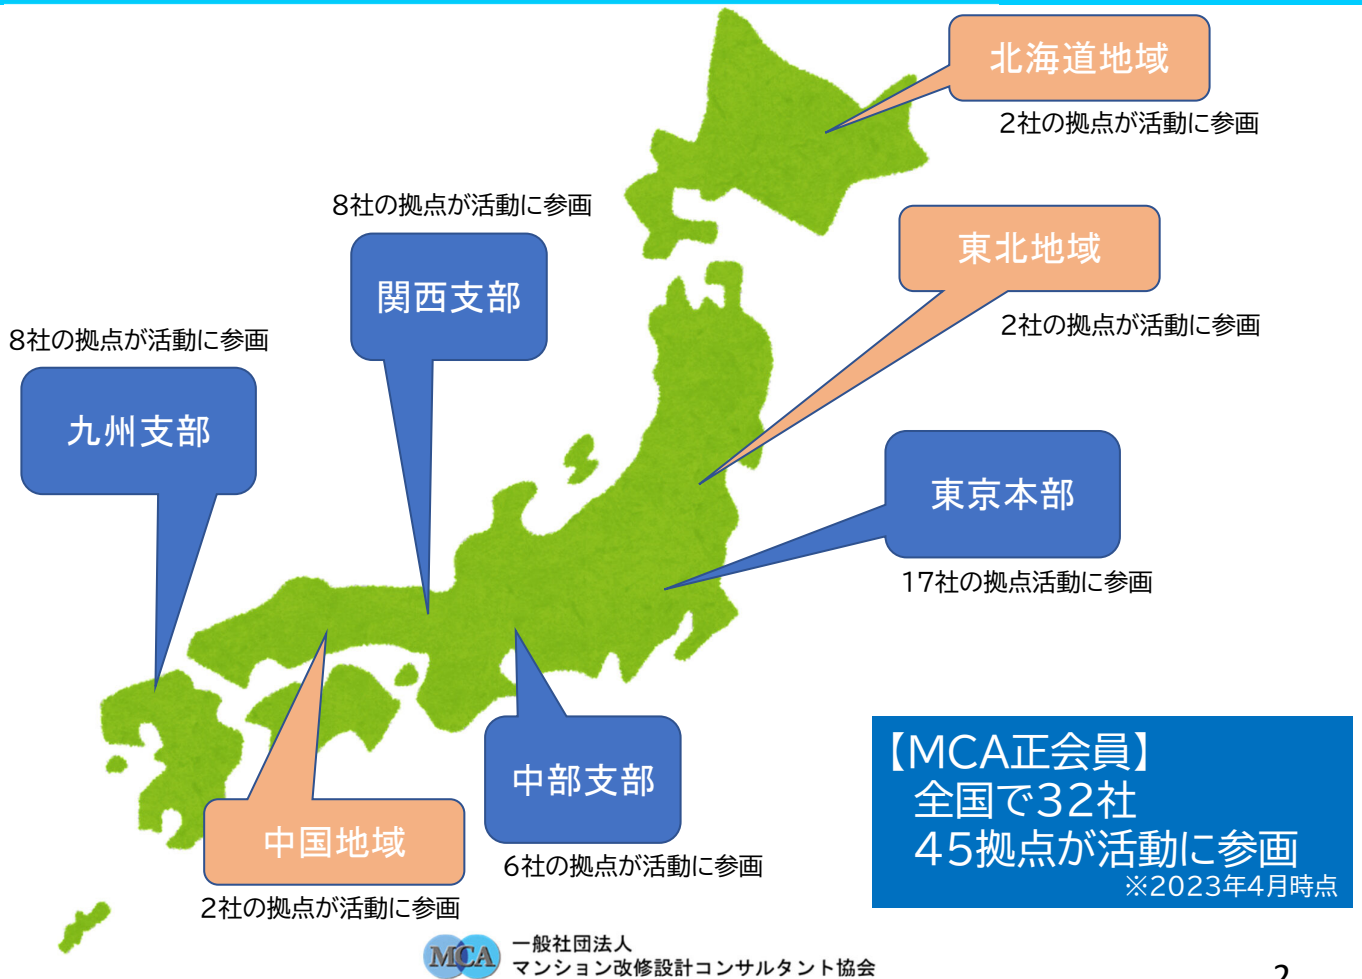 北海道地域
2社の拠点が活動に参画
8社の拠点が活動に参画
関西支部
東北地域
2社の拠点が活動に参画
8社の拠点が活動に参画
九州支部
東京本部
17社の拠点活動に参画
中部支部
6社の拠点が活動に参画
中国地域
2社の拠点が活動に参画
【MCA正会員】
全国で32社
45拠点が活動に参画
※2023年4月時点
MCA
一般社団法人
マンション改修設計コンサルタント協会
2